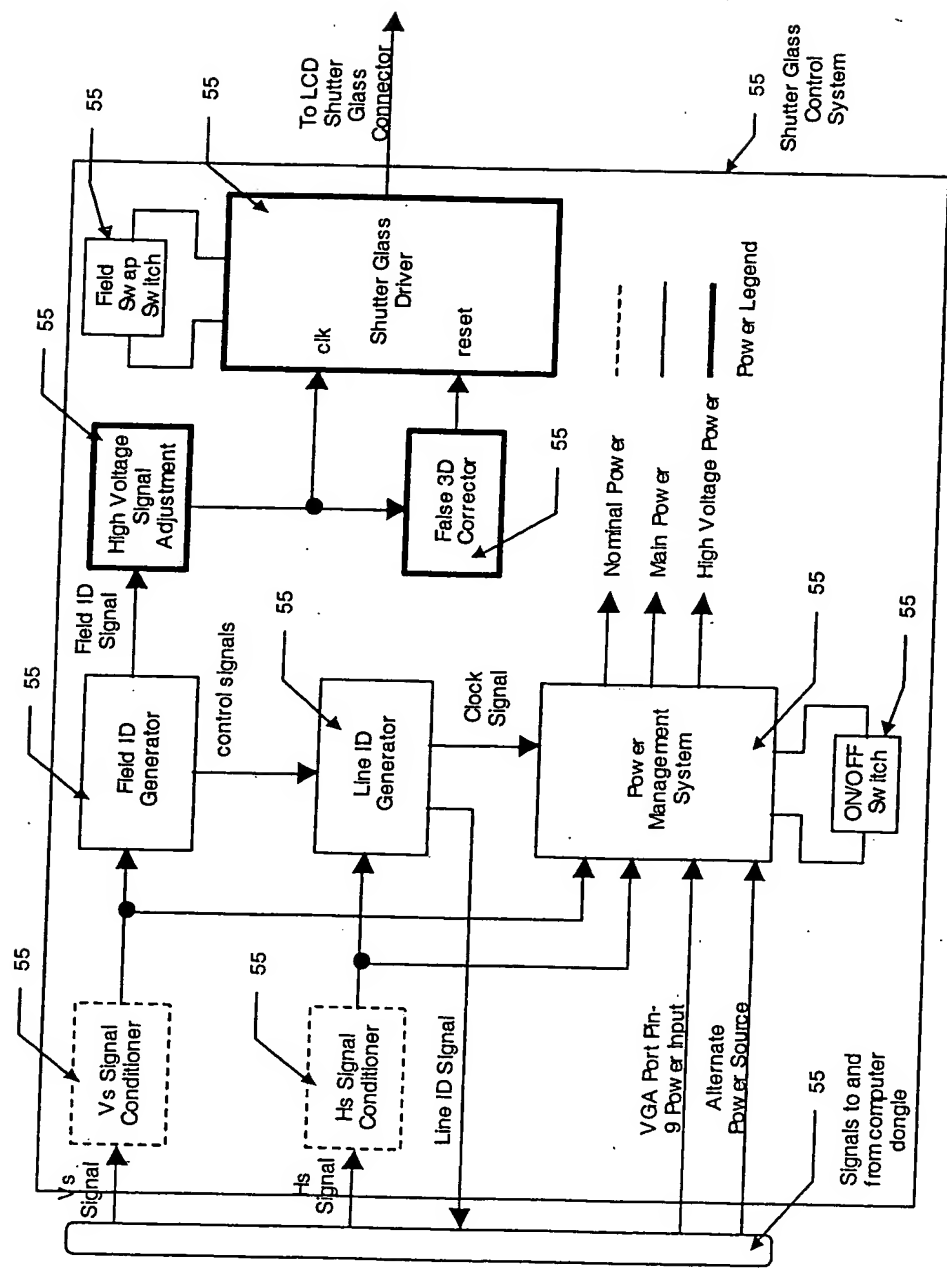 To LCD
Shutter
Glass
Connector
55
55
55
Shutter Glass
Control
System
Field
Swap
Switch
55
Shutter Glass
Driver
clk
reset
55
High Voltage
Signal
Adjustment
False 3D
Corrector
55
Nominal Power
Main Power
High Voltage Power
Power Legend
Field ID
Signal
55
Field ID
Generator
control signals
55
Line ID
Generator
Clock
Signal
Power
Management
System
55
ON/OFF
Switch
55
55
Vs Signal
Conditioner
55
Hs Signal
Conditioner
Line ID Signal
VGA Port Pin-
9 Power Input
Alternate
Power Source
Vs
Signal
Hs
Signal
55
Signals to and
from computer
dongle